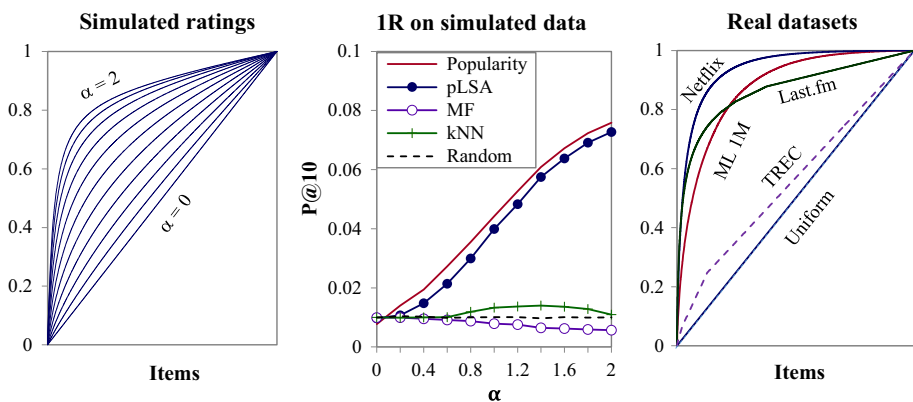 Simulated ratings
1
0.8
0.6
0.4
0.2
0
α = 2
α = 0
Items
1R on simulated data
P@10
0.1
0.08
0.06
0.04
0.02
0
Popularity
pLSA
MF
kNN
Random
0 0.4 0.8 1.2 1.6 2
α
Real datasets
1
0.8
0.6
0.4
0.2
0
Netflix
ML 1M
Last.fm
TREC
Uniform
Items